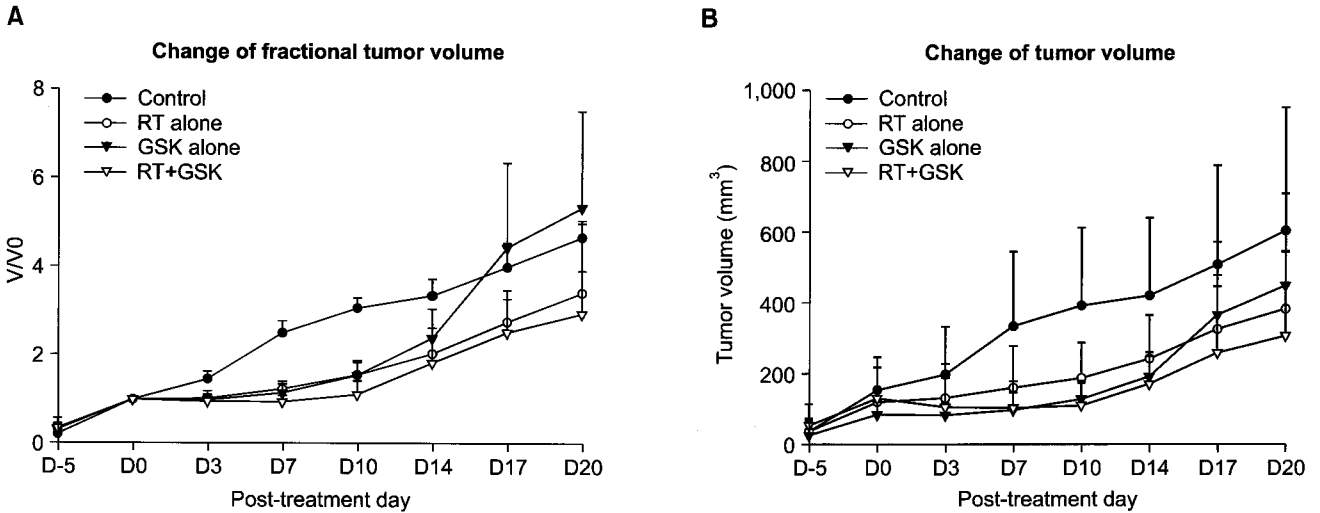 A
Change of fractional tumor volume
8
6
4
2
0
V/V0
Control
RT alone
GSK alone
RT+GSK
D-5 D0 D3 D7 D10 D14 D17 D20
Post-treatment day
B
Change of tumor volume
1,000
800
600
400
200
0
Tumor volume (mm³)
Control
RT alone
GSK alone
RT+GSK
D-5 D0 D3 D7 D10 D14 D17 D20
Post-treatment day